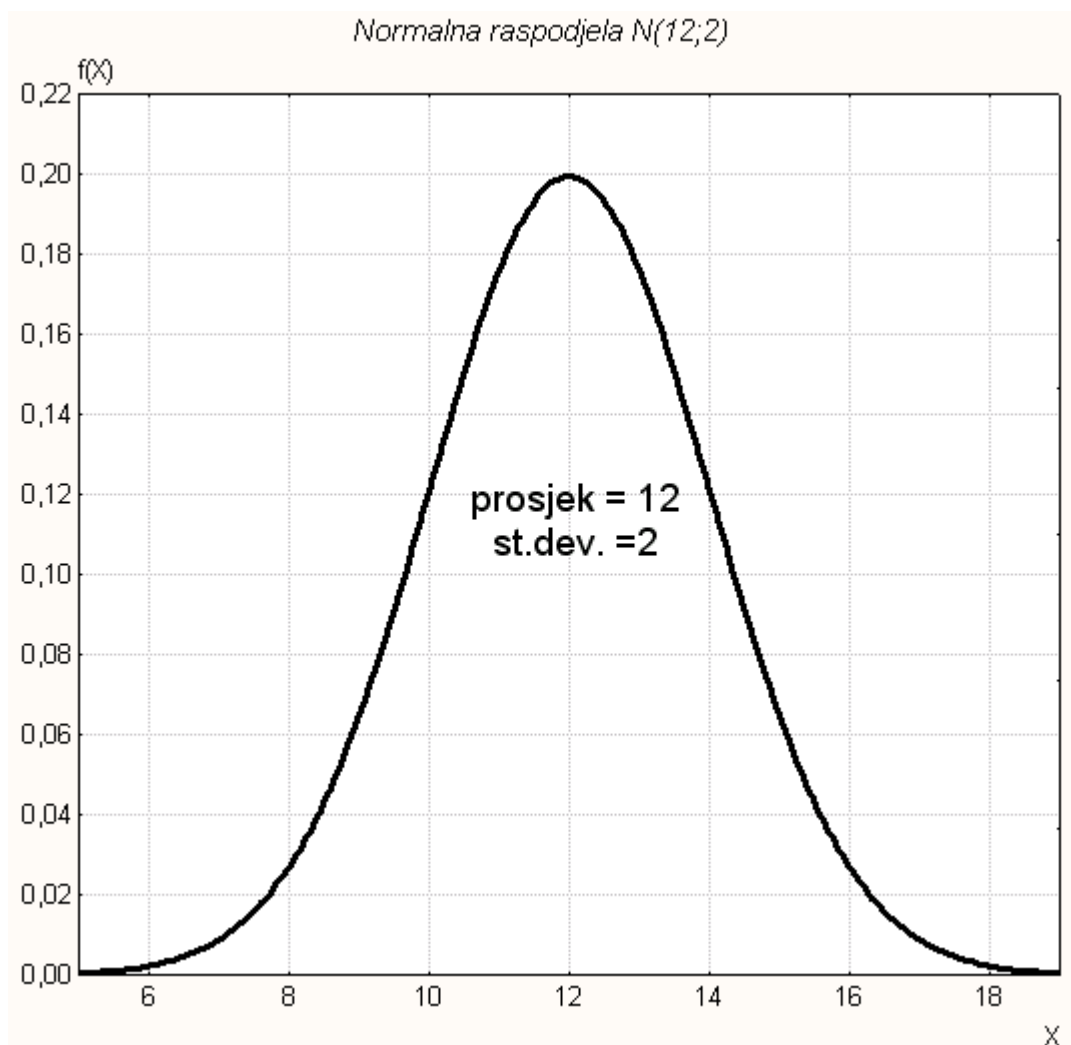 Normalna raspodjela N(12;2)
f(X)
0,22
0,20
0,18
0,16
0,14
0,12
0,10
0,08
0,06
0,04
0,02
0,00
prosjek = 12
st.dev. =2
6 8 10 12 14 16 18
X